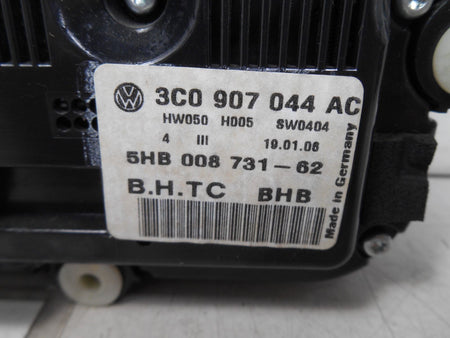 3C0 907 044 AC
HW050 H005 SW0404
4 III 19.01.06
5HB 008 731-62
B.H.TC BHB
Made in Germany